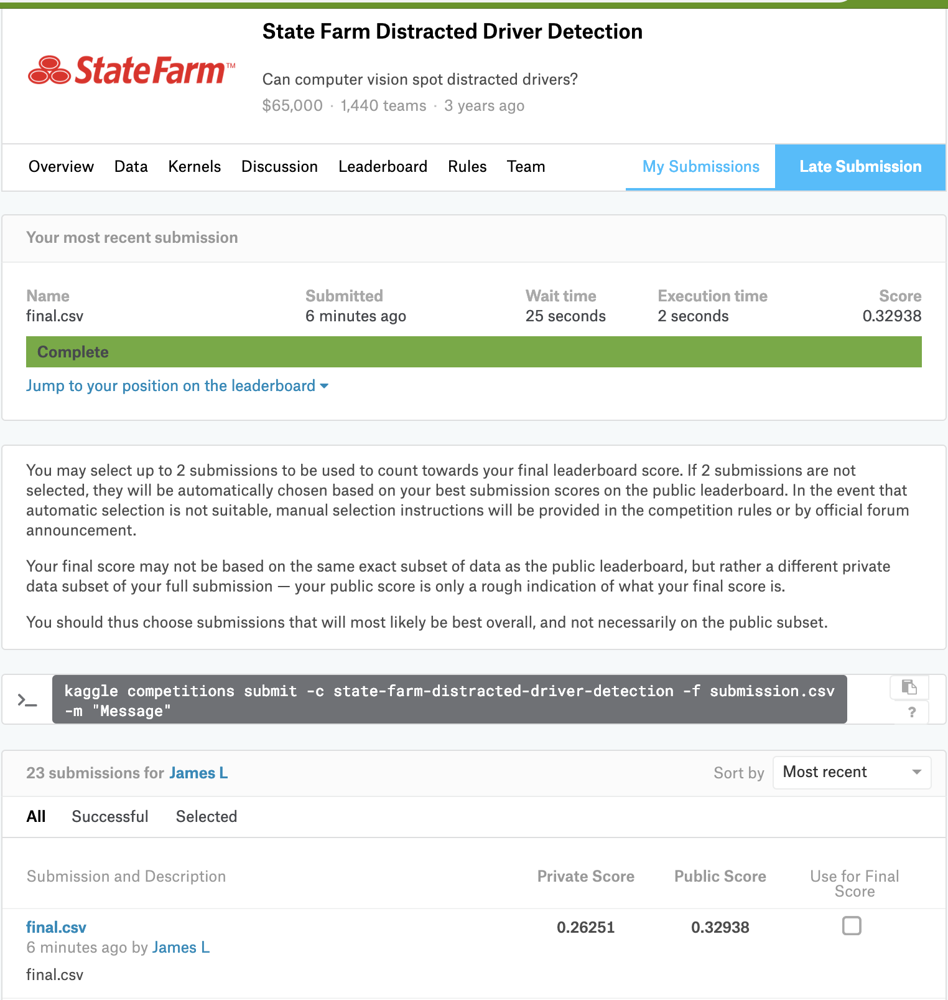 State Farm Distracted Driver Detection
StateFarm™
Can computer vision spot distracted drivers?
$65,000 · 1,440 teams · 3 years ago
Overview Data Kernels Discussion Leaderboard Rules Team My Submissions Late Submission
Your most recent submission
Name Submitted Wait time Execution time Score
final.csv 6 minutes ago 25 seconds 2 seconds 0.32938
Complete
Jump to your position on the leaderboard
You may select up to 2 submissions to be used to count towards your final leaderboard score. If 2 submissions are not
selected, they will be automatically chosen based on your best submission scores on the public leaderboard. In the event that
automatic selection is not suitable, manual selection instructions will be provided in the competition rules or by official forum
announcement.
Your final score may not be based on the same exact subset of data as the public leaderboard, but rather a different private
data subset of your full submission — your public score is only a rough indication of what your final score is.
You should thus choose submissions that will most likely be best overall, and not necessarily on the public subset.
>_ kaggle competitions submit -c state-farm-distracted-driver-detection -f submission.csv
-m "Message"
?
23 submissions for James L Sort by Most recent
All Successful Selected
Submission and Description Private Score Public Score Use for Final
Score
final.csv 0.26251 0.32938
6 minutes ago by James L
final.csv